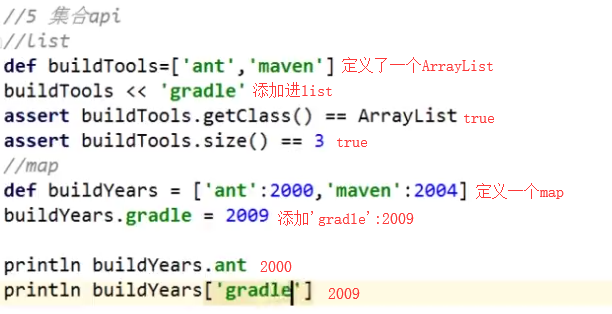 //5 集合api
//list
def buildTools=['ant','maven'] 定义了一个ArrayList
buildTools << 'gradle' 添加进list
assert buildTools.getClass() == ArrayList true
assert buildTools.size() == 3 true
//map
def buildYears = ['ant':2000,'maven':2004] 定义一个map
buildYears.gradle = 2009 添加'gradle':2009
println buildYears.ant 2000
println buildYears['gradle'] 2009